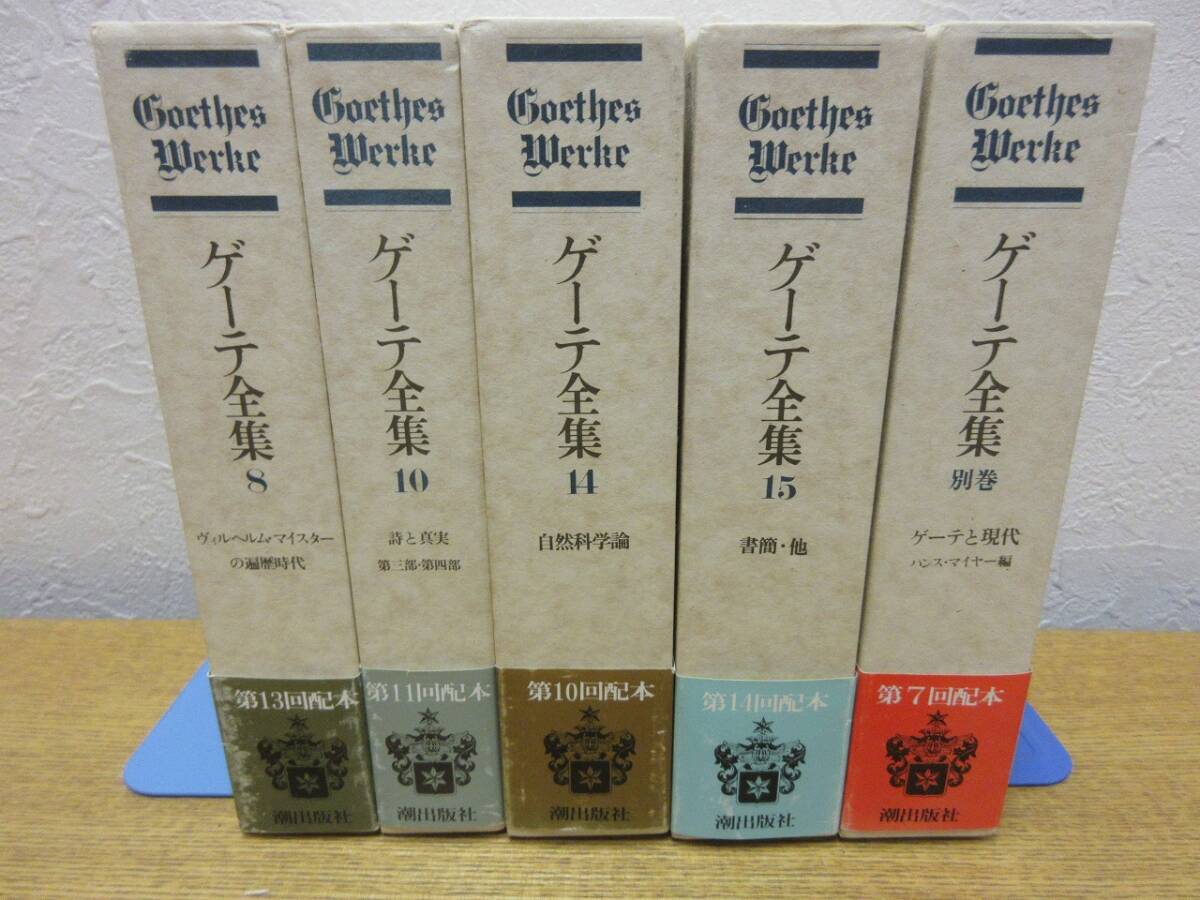 Goethes
Werke
ゲーテ全集
8
ヴィルヘルム・マイスター
の遍歴時代
第13回配本
潮出版社
Goethes
Werke
ゲーテ全集
10
詩と真実
第三部・第四部
第11回配本
潮出版社
Goethes
Werke
ゲーテ全集
14
自然科学論
第10回配本
潮出版社
Goethes
Werke
ゲーテ全集
15
書簡・他
第14回配本
潮出版社
Goethes
Werke
ゲーテ全集
別巻
ゲーテと現代
ハンス・マイヤー編
第7回配本
潮出版社